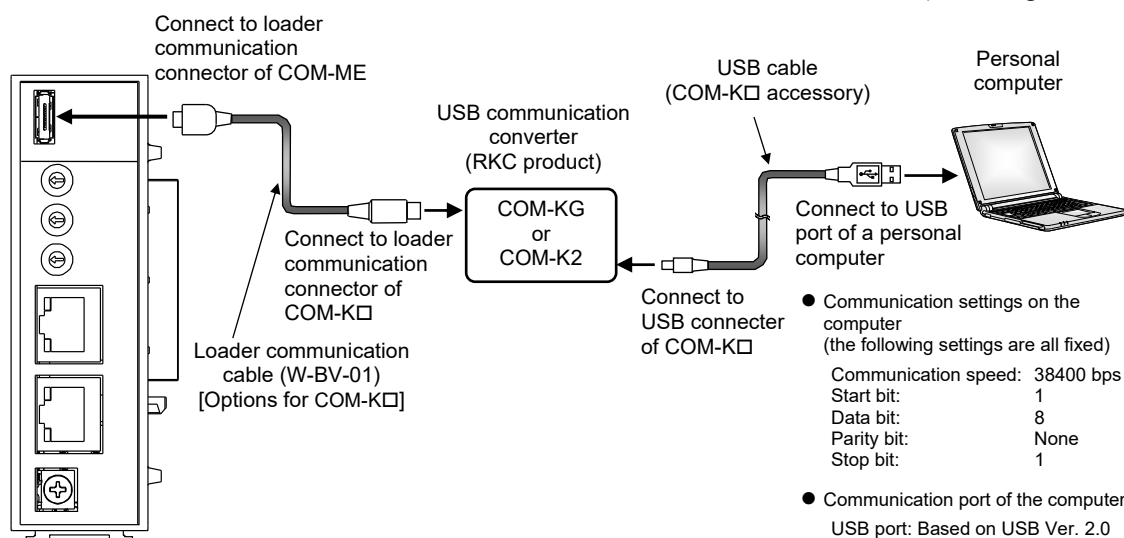 Connect to loader
communication
connector of COM-ME
USB communication
converter
(RKC product)
USB cable
(COM-K□ accessory)
Personal
computer
COM-KG
or
COM-K2
Connect to loader
communication
connector of
COM-K□
Loader communication
cable (W-BV-01)
[Options for COM-K□]
Connect to USB
port of a personal
computer
Connect to
USB connecter
of COM-K□
● Communication settings on the
computer
(the following settings are all fixed)
Communication speed: 38400 bps
Start bit: 1
Data bit: 8
Parity bit: None
Stop bit: 1
● Communication port of the computer
USB port: Based on USB Ver. 2.0